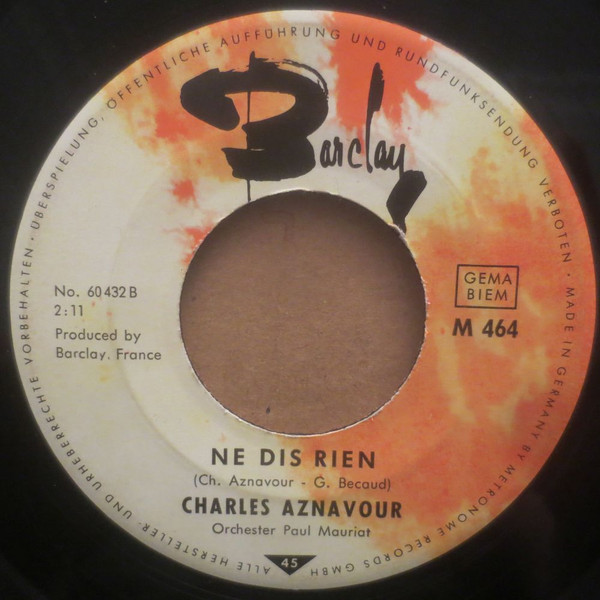 Barclay
ALLE HERSTELLER- UND URHEBERRECHTE VORBEHALTEN · ÜBERSPIELUNG, ÖFFENTLICHE AUFFÜHRUNG UND RUNDFUNKSENDUNG VERBOTEN · MADE IN GERMANY BY METRONOME RECORDS GMBH
No. 60 432 B
2:11
Produced by
Barclay. France
GEMA
BIEM
M 464
NE DIS RIEN
(Ch. Aznavour - G. Becaud)
CHARLES AZNAVOUR
Orchester Paul Mauriat
45